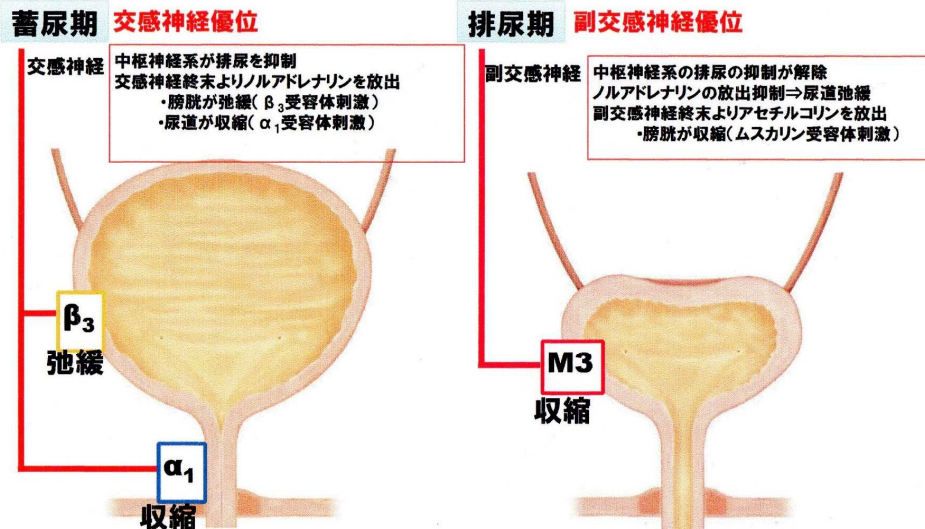 蓄尿期 交感神経優位
交感神経
中枢神経系が排尿を抑制
交感神経終末よりノルアドレナリンを放出
・膀胱が弛緩(β3受容体刺激)
・尿道が収縮(α1受容体刺激)
β3
弛緩
α1
収縮
排尿期 副交感神経優位
副交感神経
中枢神経系の排尿の抑制が解除
ノルアドレナリンの放出抑制⇒尿道弛緩
副交感神経終末よりアセチルコリンを放出
・膀胱が収縮(ムスカリン受容体刺激)
M3
収縮